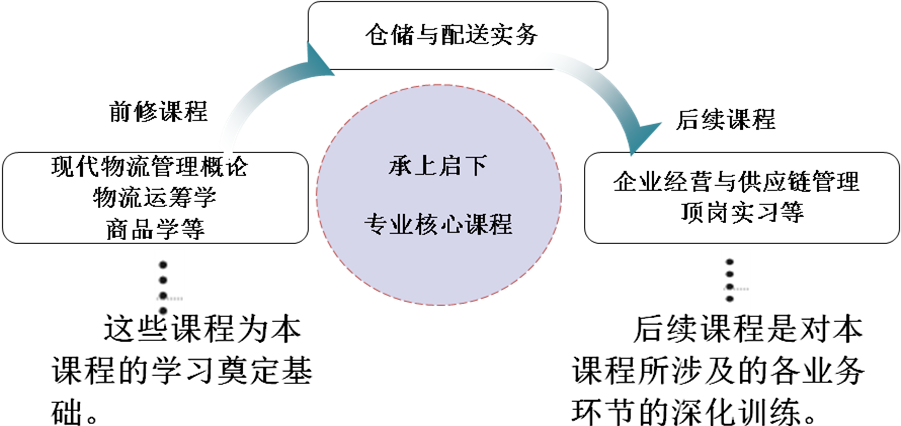 仓储与配送实务
前修课程
后续课程
现代物流管理概论
物流运筹学
商品学等
承上启下
专业核心课程
企业经营与供应链管理
顶岗实习等
这些课程为本
课程的学习奠定基
础。
后续课程是对本
课程所涉及的各业务
环节的深化训练。